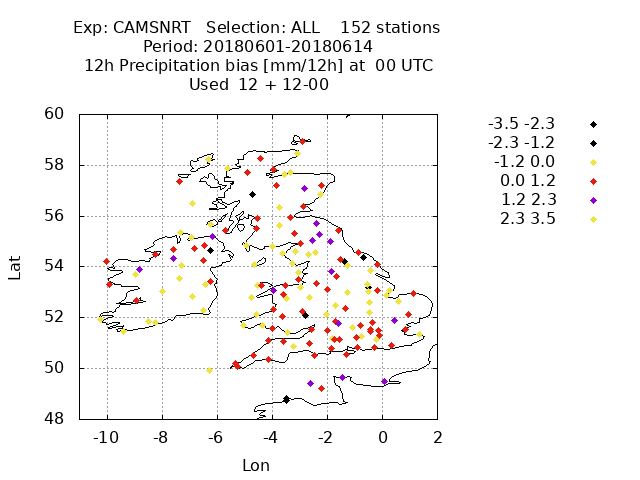 Exp: CAMSNRT Selection: ALL 152 stations
Period: 20180601-20180614
12h Precipitation bias [mm/12h] at 00 UTC
Used 12 + 12-00
60
58
56
54
52
50
48
Lat
-10 -8 -6 -4 -2 0 2
Lon
-3.5 -2.3
-2.3 -1.2
-1.2 0.0
0.0 1.2
1.2 2.3
2.3 3.5